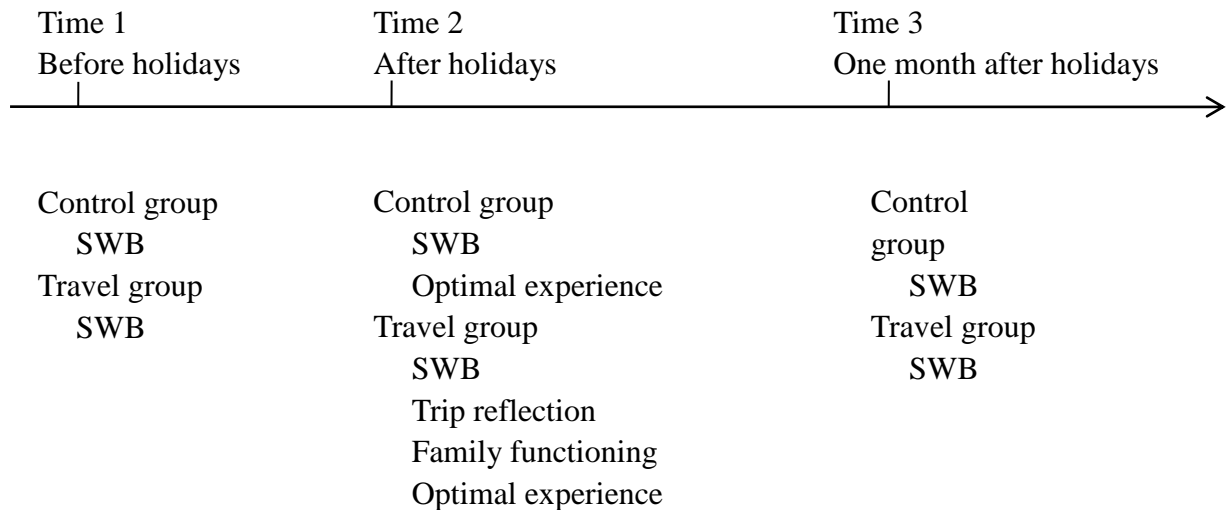 Time 1
Before holidays
Time 2
After holidays
Time 3
One month after holidays
Control group
SWB
Travel group
SWB
Control group
SWB
Optimal experience
Travel group
SWB
Trip reflection
Family functioning
Optimal experience
Control
group
SWB
Travel group
SWB